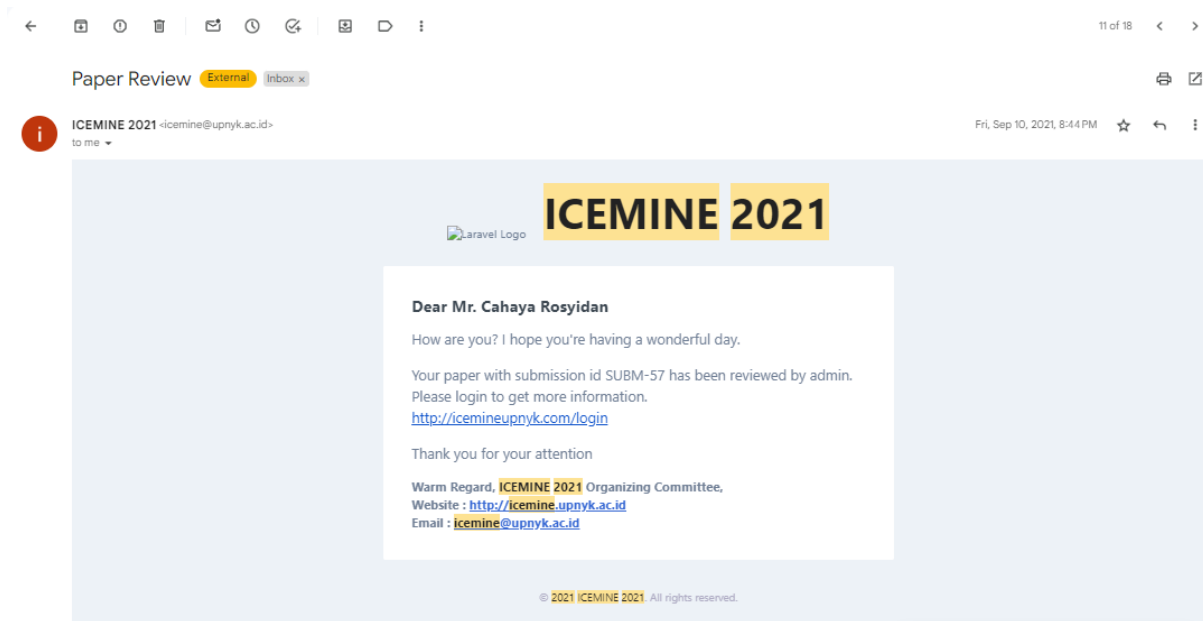 11 of 18
Paper Review External Inbox x
i
ICEMINE 2021 <icemine@upnyk.ac.id>
Fri, Sep 10, 2021, 8:44 PM
to me
Laravel Logo
ICEMINE 2021
Dear Mr. Cahaya Rosyidan
How are you? I hope you're having a wonderful day.
Your paper with submission id SUBM-57 has been reviewed by admin.
Please login to get more information.
http://icemineupnyk.com/login
Thank you for your attention
Warm Regard, ICEMINE 2021 Organizing Committee,
Website : http://icemine.upnyk.ac.id
Email : icemine@upnyk.ac.id
© 2021 ICEMINE 2021. All rights reserved.